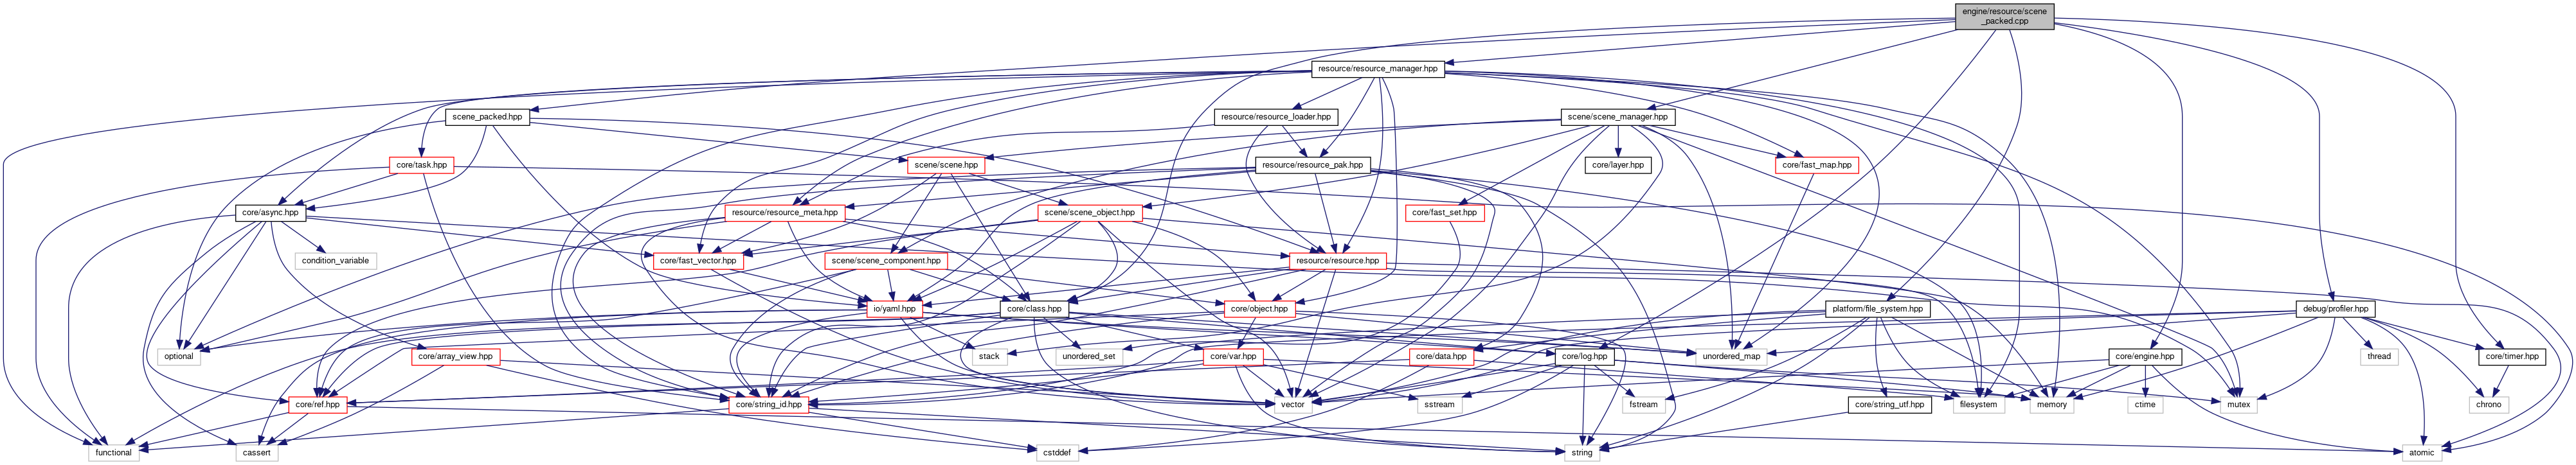 engine/resource/scene
_packed.cpp
resource/resource_manager.hpp
scene_packed.hpp
resource/resource_loader.hpp
scene/scene_manager.hpp
core/task.hpp
scene/scene.hpp
resource/resource_pak.hpp
core/layer.hpp
core/fast_map.hpp
core/async.hpp
resource/resource_meta.hpp
scene/scene_object.hpp
core/fast_set.hpp
condition_variable
core/fast_vector.hpp
scene/scene_component.hpp
resource/resource.hpp
io/yaml.hpp
core/class.hpp
core/object.hpp
platform/file_system.hpp
debug/profiler.hpp
optional
core/array_view.hpp
stack
unordered_set
core/var.hpp
core/data.hpp
core/log.hpp
unordered_map
core/engine.hpp
thread
core/timer.hpp
core/ref.hpp
core/string_id.hpp
vector
sstream
fstream
core/string_utf.hpp
filesystem
memory
ctime
mutex
chrono
functional
cassert
cstddef
string
atomic